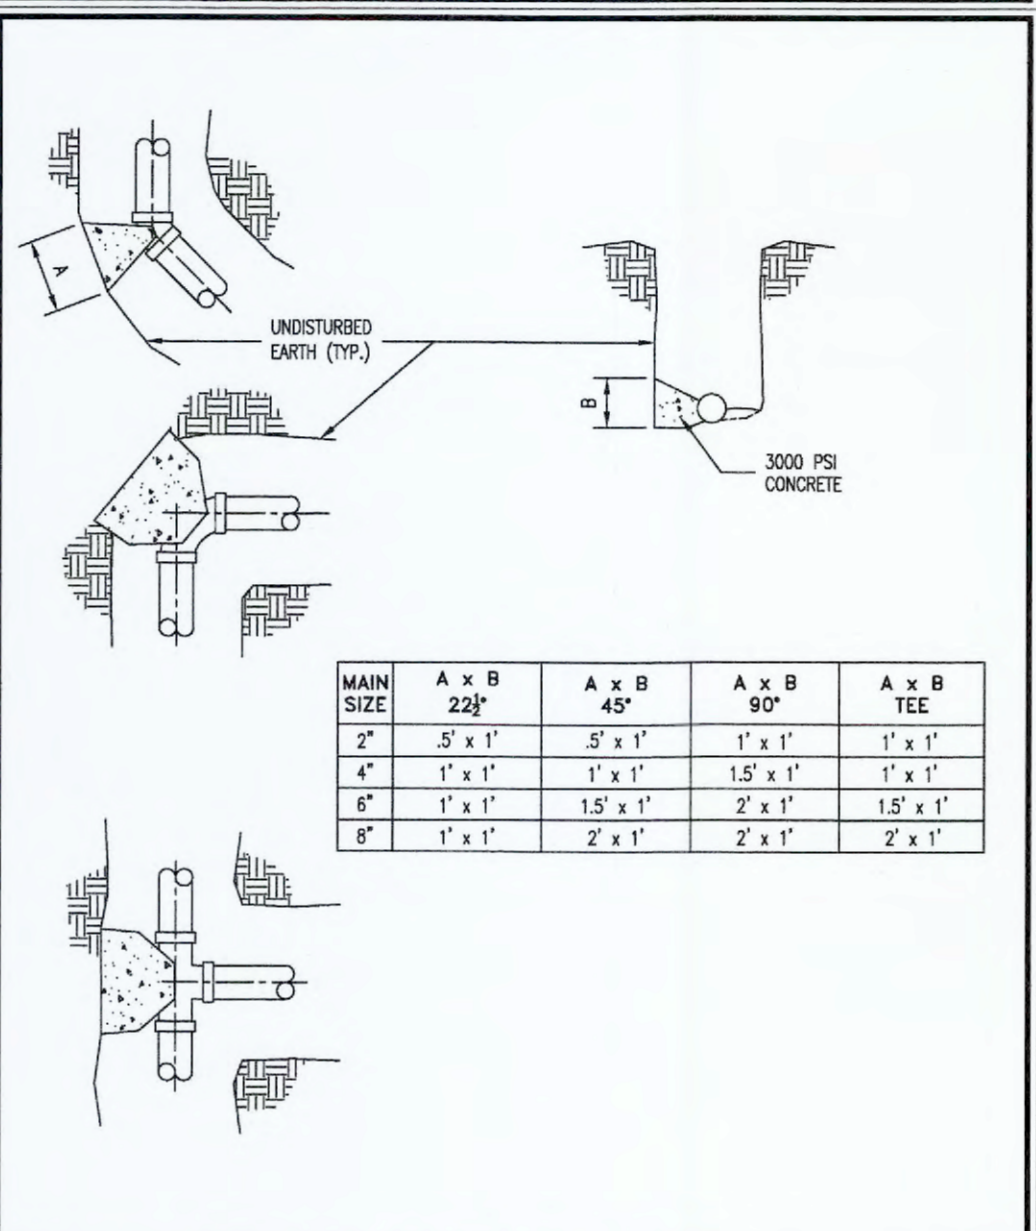 A
UNDISTURBED
EARTH (TYP.)
B
3000 PSI
CONCRETE
MAIN SIZE A x B 22½° A x B 45° A x B 90° A x B TEE
2" .5' x 1' .5' x 1' 1' x 1' 1' x 1'
4" 1' x 1' 1' x 1' 1.5' x 1' 1' x 1'
6" 1' x 1' 1.5' x 1' 2' x 1' 1.5' x 1'
8" 1' x 1' 2' x 1' 2' x 1' 2' x 1'